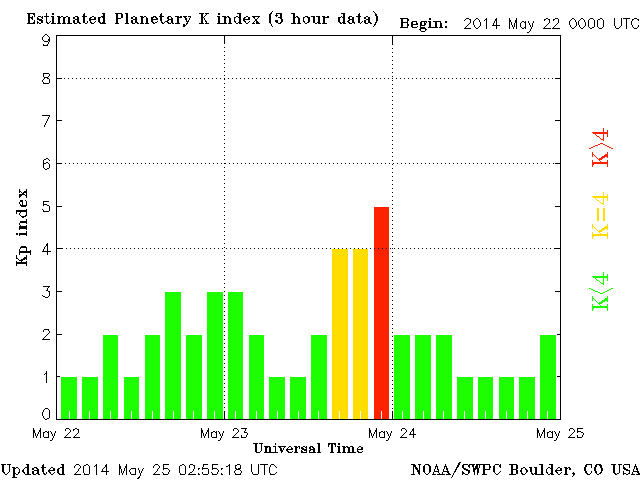 Estimated Planetary K index (3 hour data) Begin: 2014 May 22 0000 UTC
9
8
7
6
5
4
3
2
1
0
Kp index
K>4
K=4
K<4
May 22 May 23 May 24 May 25
Universal Time
Updated 2014 May 25 02:55:18 UTC NOAA/SWPC Boulder, CO USA